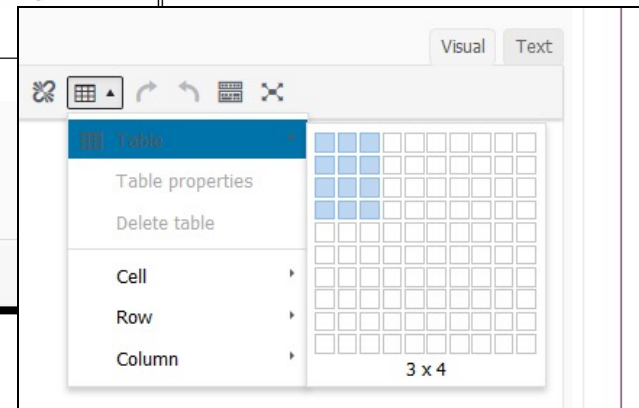 Visual Text
Table
Table properties
Delete table
Cell
Row
Column
3 x 4